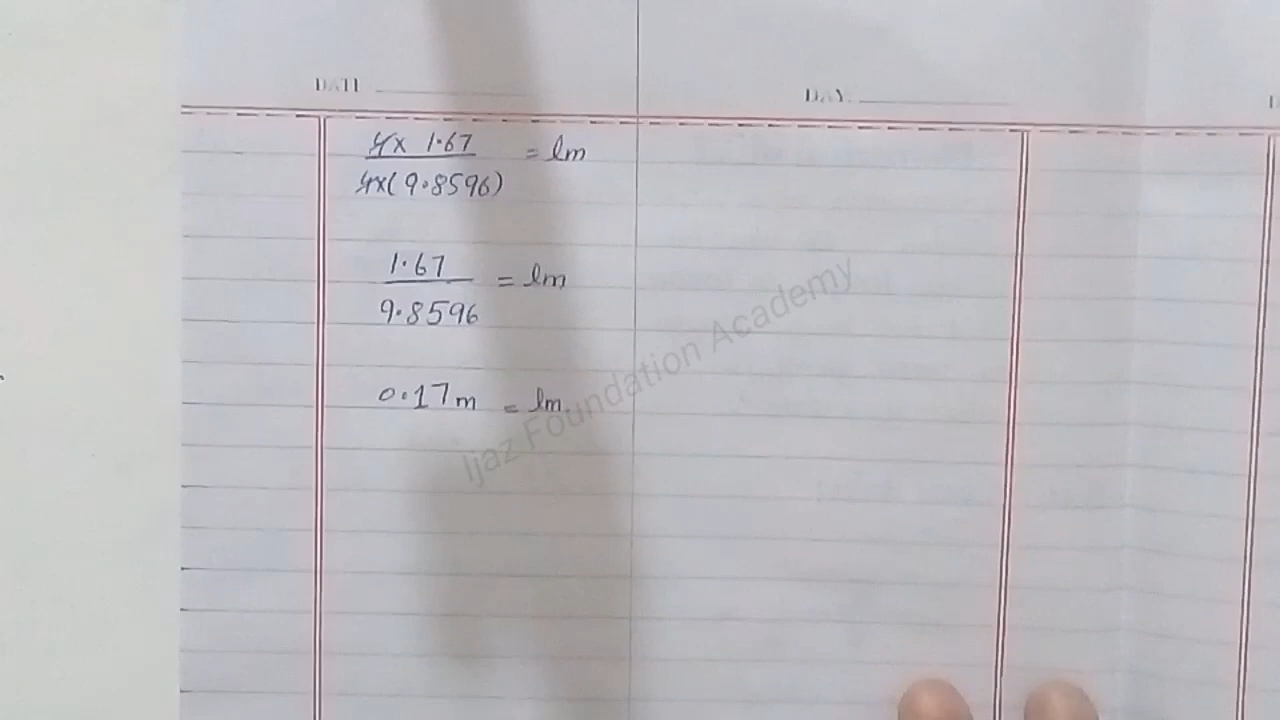 DATE
DAY.
4x 1.67
= lm
4x(9.8596)
1.67
= lm
9.8596
0.17m = lm
Ijaz Foundation Academy